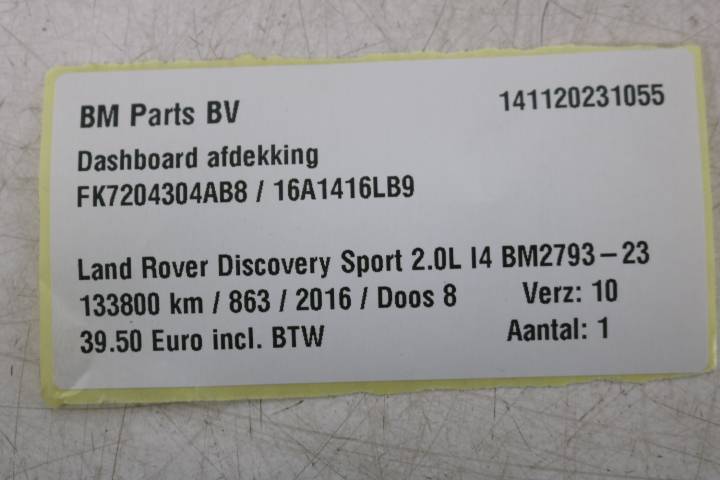 BM Parts BV 141120231055
Dashboard afdekking
FK7204304AB8 / 16A1416LB9
Land Rover Discovery Sport 2.0L I4 BM2793-23
133800 km / 863 / 2016 / Doos 8 Verz: 10
39.50 Euro incl. BTW Aantal: 1